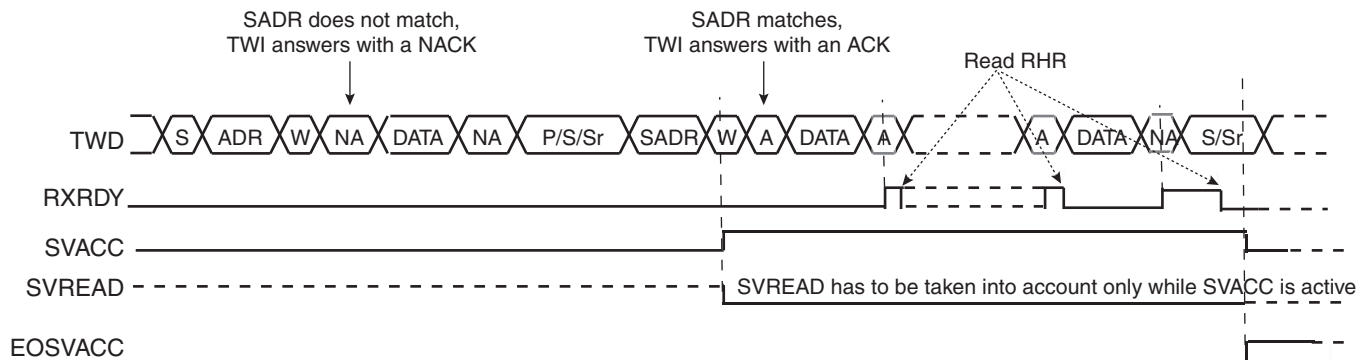 SADR does not match,
TWI answers with a NACK
SADR matches,
TWI answers with an ACK
Read RHR
TWD S ADR W NA DATA NA P/S/Sr SADR W A DATA A A DATA NA S/Sr
RXRDY
SVACC
SVREAD SVREAD has to be taken into account only while SVACC is active
EOSVACC